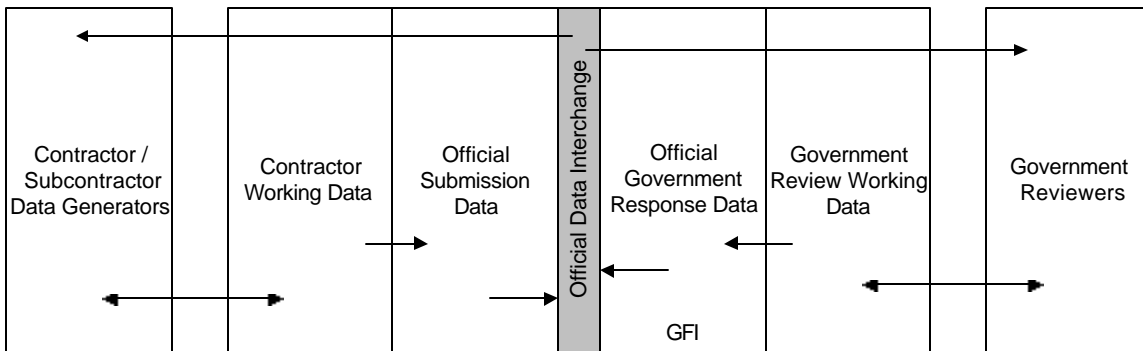 Contractor /
Subcontractor
Data Generators
Contractor
Working Data
Official
Submission
Data
Official Data Interchange
Official
Government
Response Data
GFI
Government
Review Working
Data
Government
Reviewers